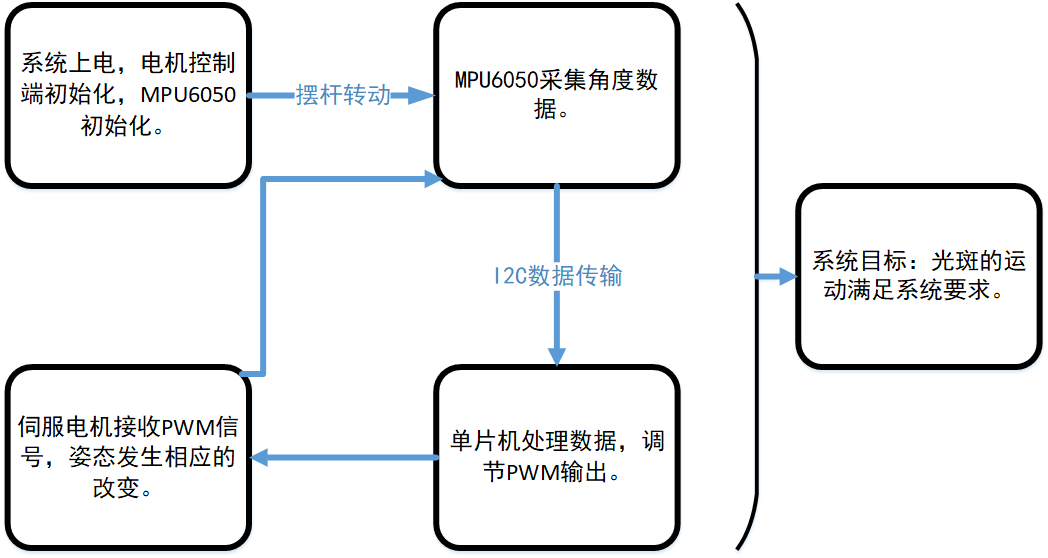 系统上电，电机控制
端初始化，MPU6050
初始化。
摆杆转动
MPU6050采集角度数
据。
I2C数据传输
系统目标：光斑的运
动满足系统要求。
伺服电机接收PWM信
号，姿态发生相应的
改变。
单片机处理数据，调
节PWM输出。